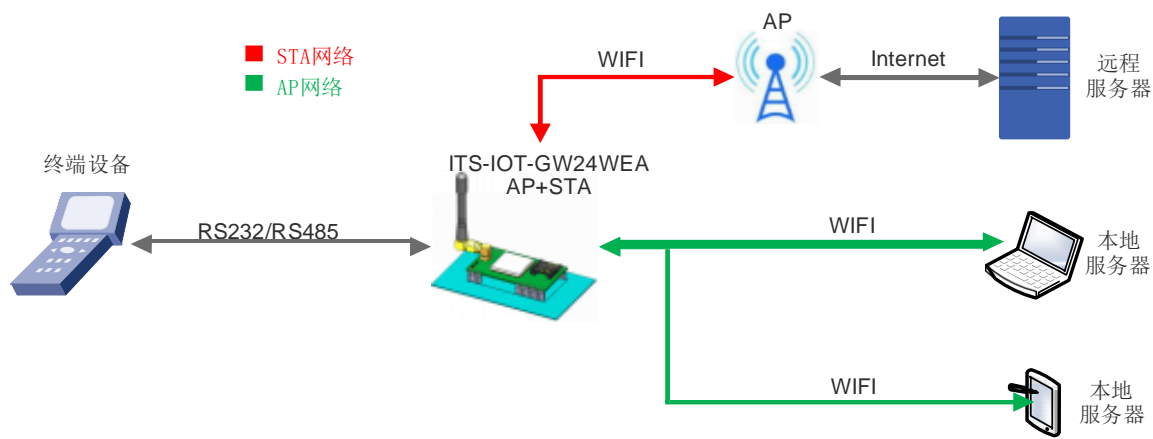 AP
STA网络
AP网络
WIFI
Internet
远程
服务器
终端设备
ITS-IOT-GW24WEA
AP+STA
RS232/RS485
WIFI
本地
服务器
WIFI
本地
服务器